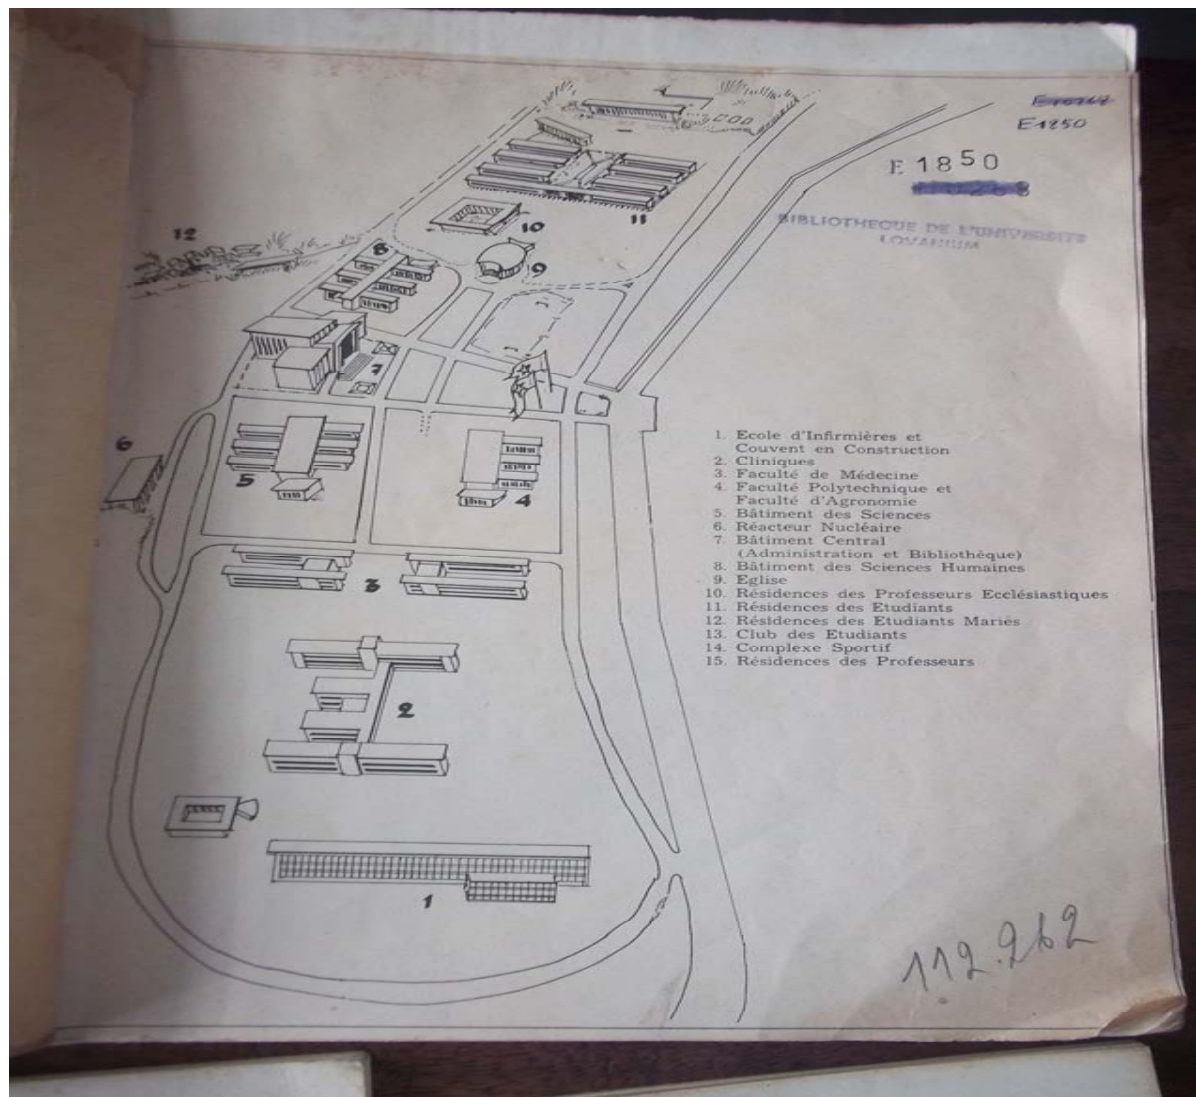 E 10268
E1850
E 1850
BIBLIOTHEQUE DE L'UNIVERSITE
LOVANIUM
12
11
10
9
8
7
6
5
4
3
2
1
1. Ecole d'Infirmières et
Couvent en Construction
2. Cliniques
3. Faculté de Médecine
4. Faculté Polytechnique et
Faculté d'Agronomie
5. Bâtiment des Sciences
6. Réacteur Nucléaire
7. Bâtiment Central
(Administration et Bibliothèque)
8. Bâtiment des Sciences Humaines
9. Eglise
10. Résidences des Professeurs Ecclésiastiques
11. Résidences des Etudiants
12. Résidences des Etudiants Mariés
13. Club des Etudiants
14. Complexe Sportif
15. Résidences des Professeurs
112.262